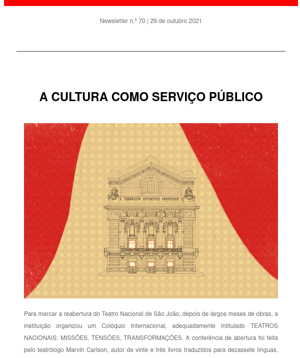 Newsletter n.º 70 | 29 de outubro 2021
A CULTURA COMO SERVIÇO PÚBLICO
Para marcar a reabertura do Teatro Nacional de São João, depois de largos meses de obras, a
instituição organizou um Colóquio Internacional, adequadamente intitulado TEATROS
NACIONAIS: MISSÕES, TENSÕES, TRANSFORMAÇÕES. A conferência de abertura foi feita
pelo teatrólogo Marvin Carlson, autor de vinte e três livros traduzidos para dezassete línguas,